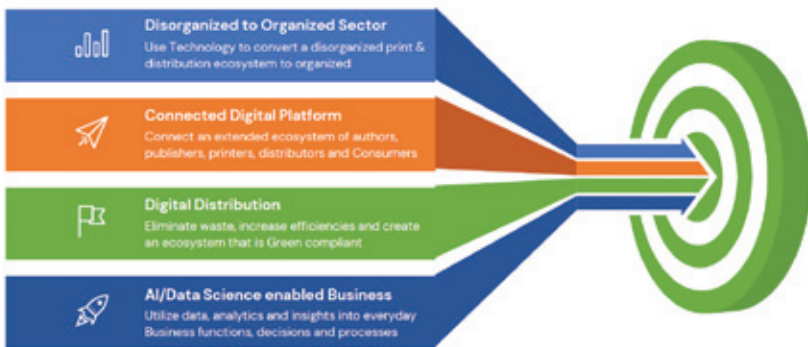 Disorganized to Organized Sector
Use Technology to convert a disorganized print &
distribution ecosystem to organized
Connected Digital Platform
Connect an extended ecosystem of authors,
publishers, printers, distributors and Consumers
Digital Distribution
Eliminate waste, increase efficiencies and create
an ecosystem that is Green compliant
AI/Data Science enabled Business
Utilize data, analytics and insights into everyday
Business functions, decisions and processes